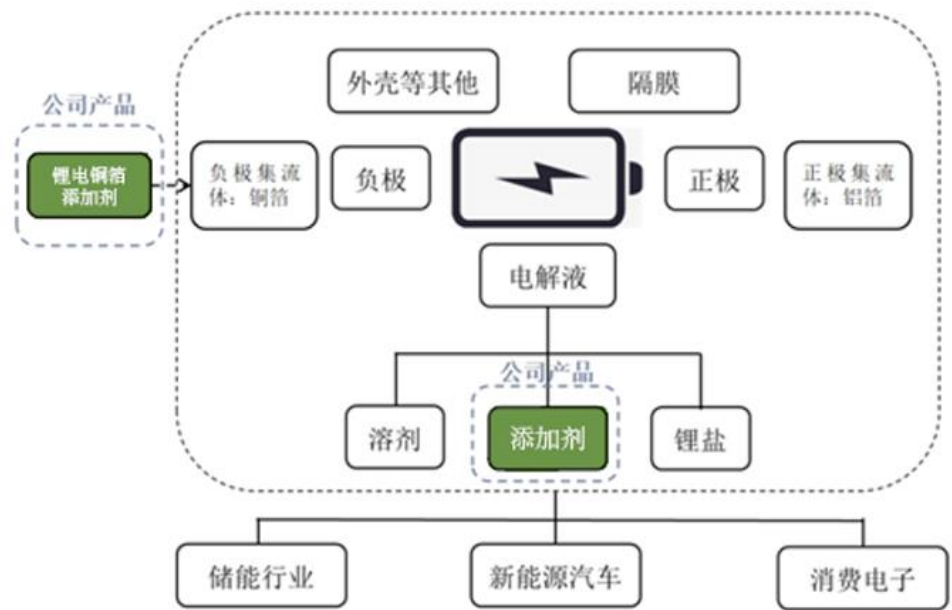 外壳等其他
隔膜
公司产品
锂电铜箔
添加剂
负极集流
体：铜箔
负极
正极
正极集流
体：铝箔
电解液
公司产品
溶剂
添加剂
锂盐
储能行业
新能源汽车
消费电子